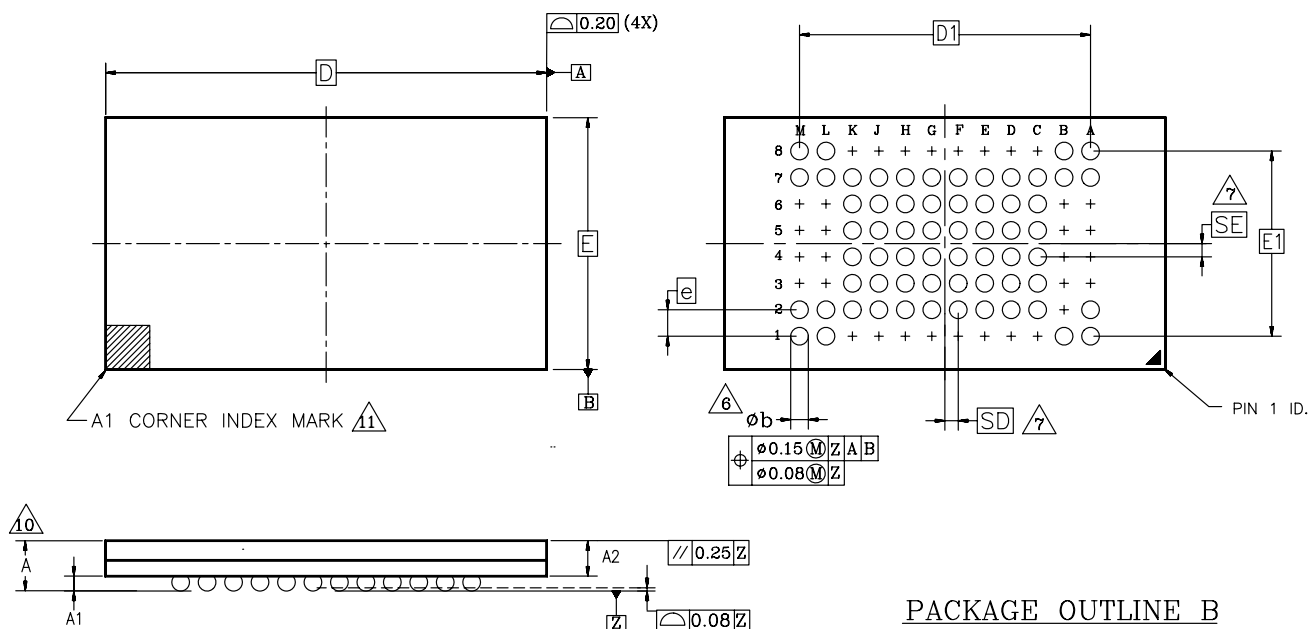 0.20 (4X)
D
A
E
B
A1 CORNER INDEX MARK 11
D1
M L K J H G F E D C B A
8
7
6
5
4
3
2
1
7
SE
E1
e
6
øb
SD 7
PIN 1 ID.
ø0.15 Ⓜ Z A B
ø0.08 Ⓜ Z
10
A
A1
A2
// 0.25 Z
Z
0.08 Z
PACKAGE OUTLINE B